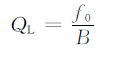 Q_L = f_0 / B